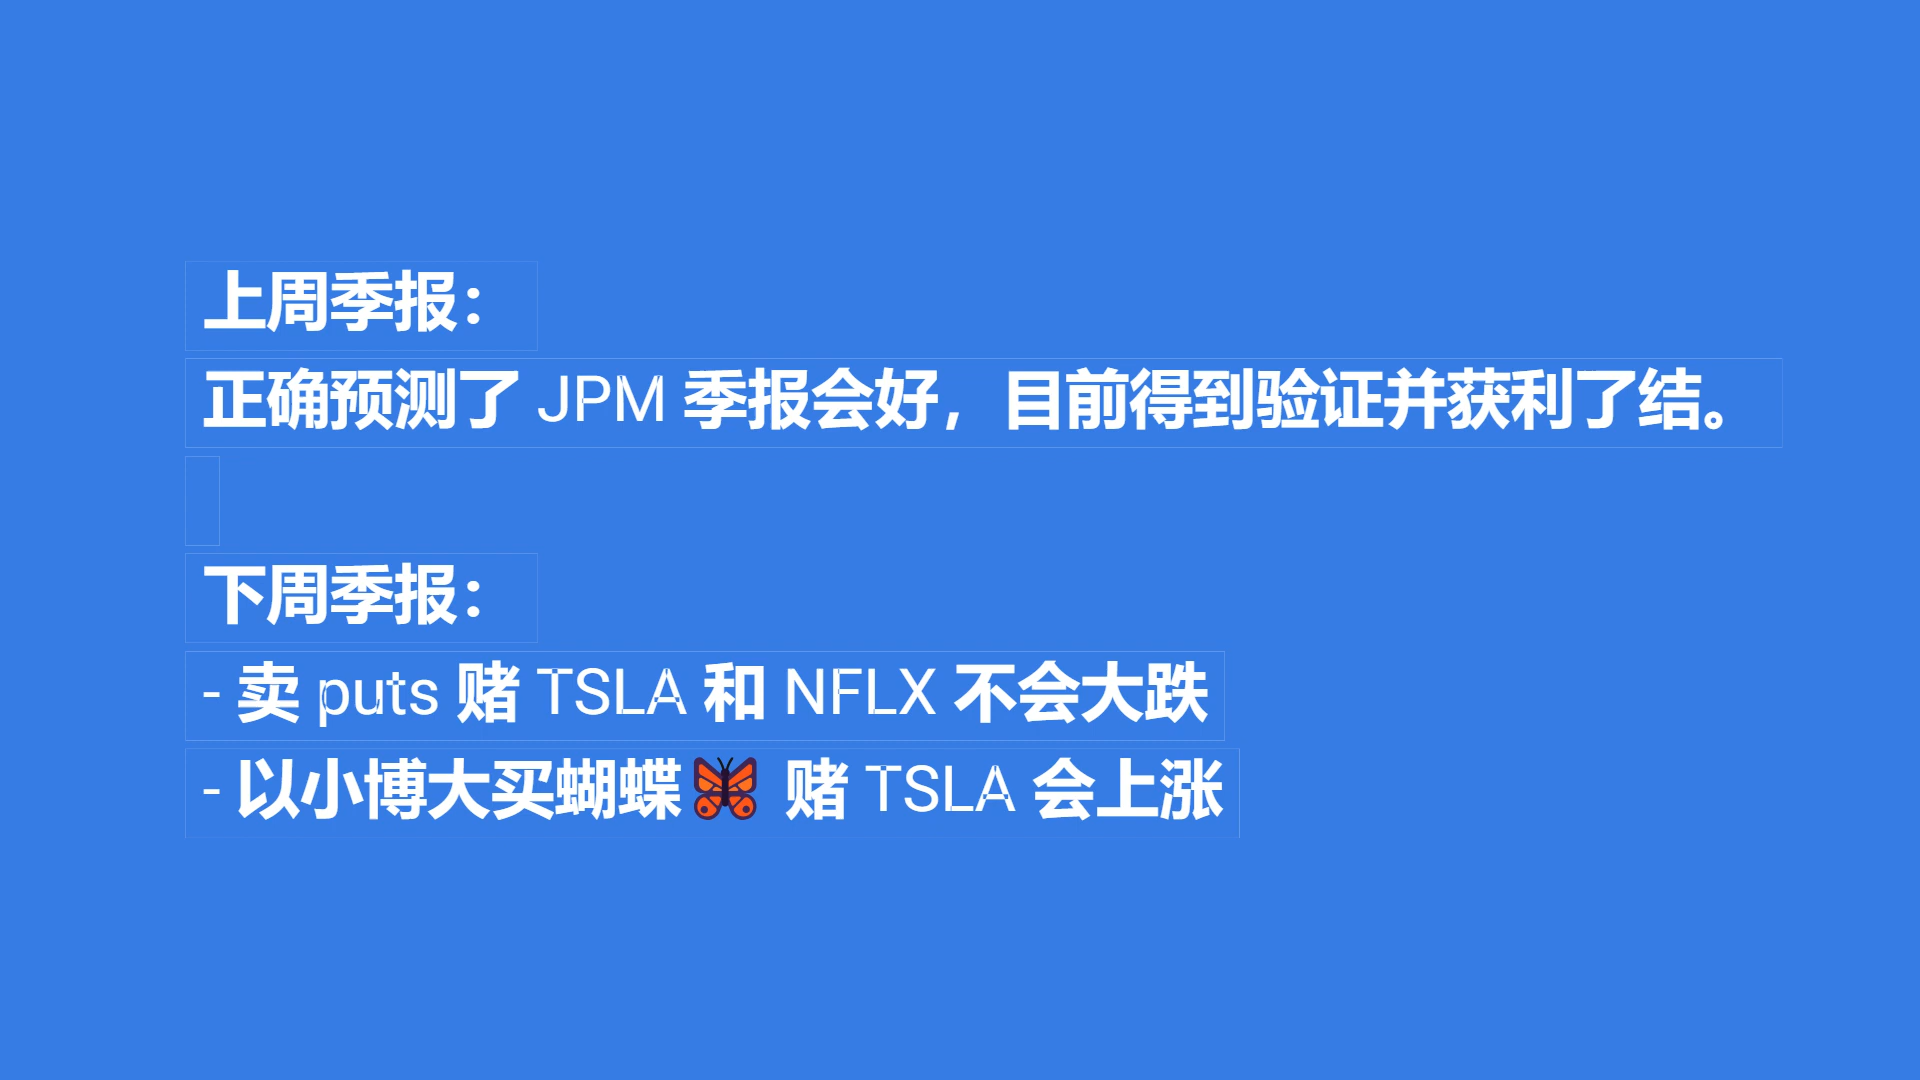 上周季报：
正确预测了 JPM 季报会好，目前得到验证并获利了结。
下周季报：
- 卖 puts 赌 TSLA 和 NFLX 不会大跌
- 以小博大买蝴蝶🦋 赌 TSLA 会上涨